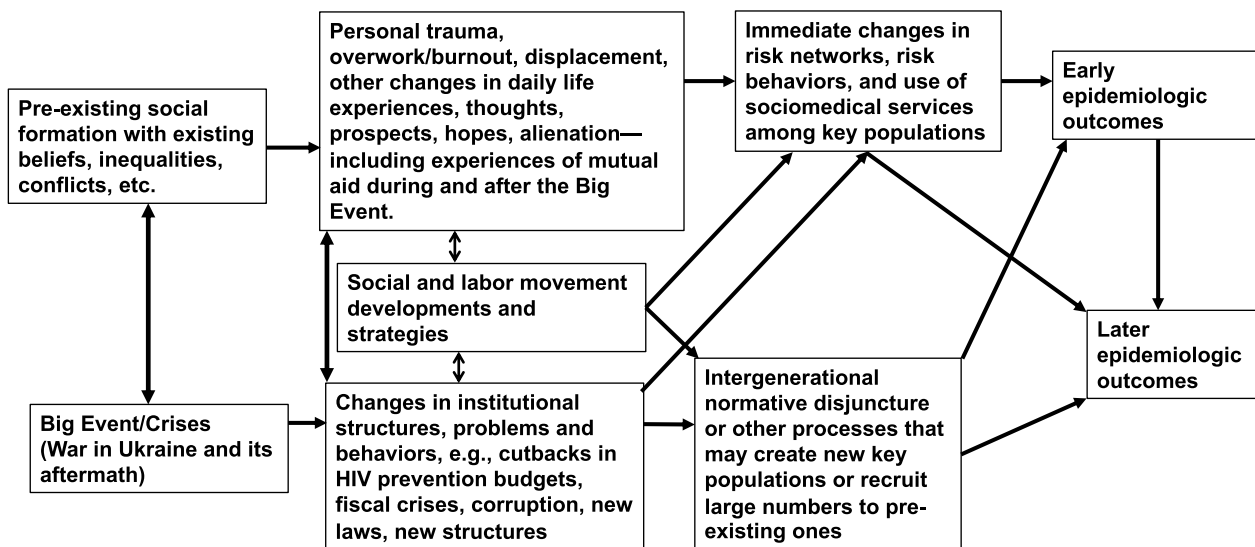 Pre-existing social
formation with existing
beliefs, inequalities,
conflicts, etc.
Big Event/Crises
(War in Ukraine and its
aftermath)
Personal trauma,
overwork/burnout, displacement,
other changes in daily life
experiences, thoughts,
prospects, hopes, alienation—
including experiences of mutual
aid during and after the Big
Event.
Social and labor movement
developments and
strategies
Changes in institutional
structures, problems and
behaviors, e.g., cutbacks in
HIV prevention budgets,
fiscal crises, corruption, new
laws, new structures
Immediate changes in
risk networks, risk
behaviors, and use of
sociomedical services
among key populations
Intergenerational
normative disjuncture
or other processes that
may create new key
populations or recruit
large numbers to pre-
existing ones
Early
epidemiologic
outcomes
Later
epidemiologic
outcomes